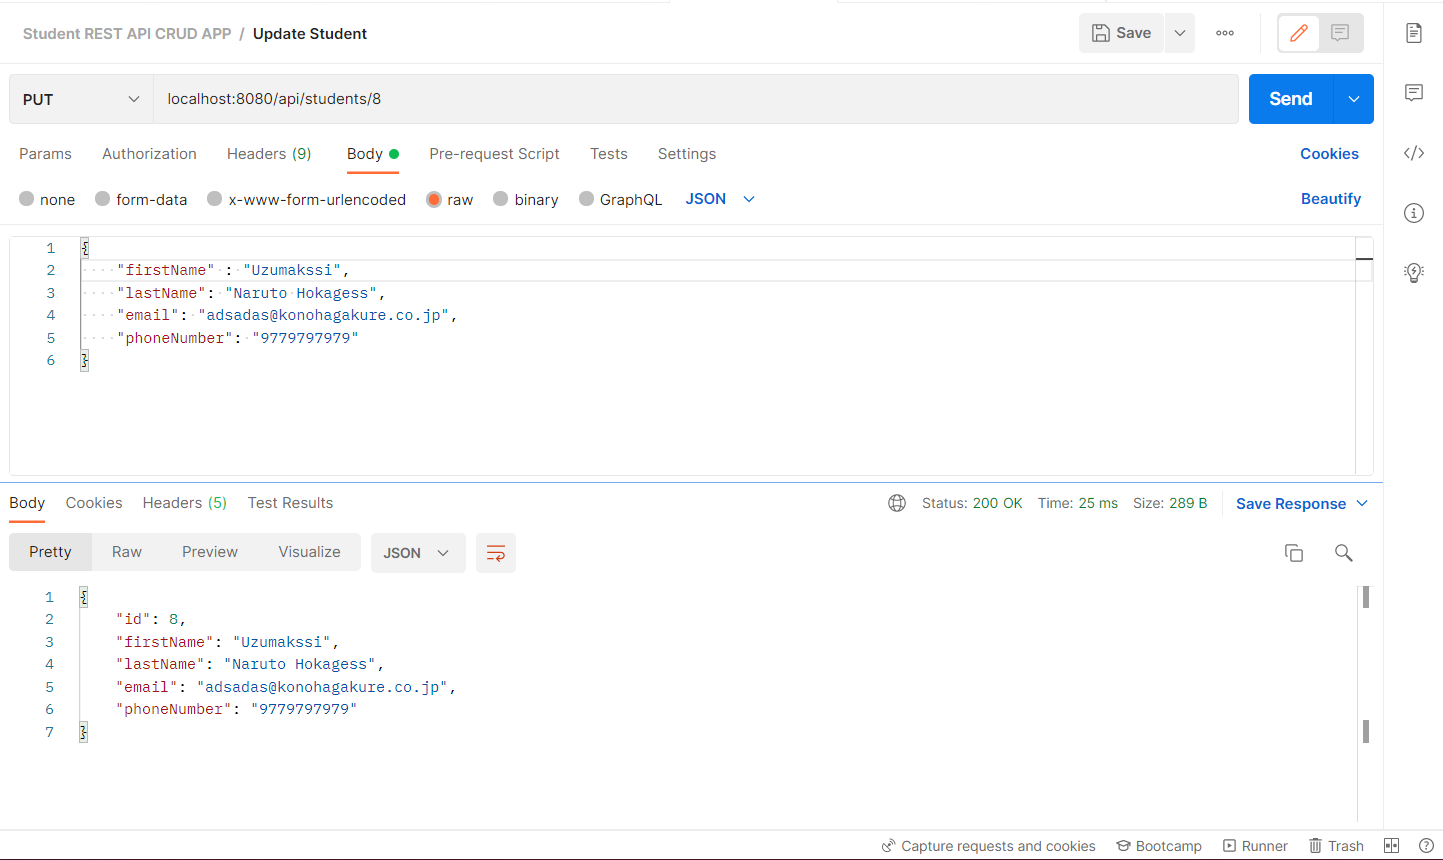 Student REST API CRUD APP / Update Student
Save
PUT localhost:8080/api/students/8 Send
Params Authorization Headers (9) Body Pre-request Script Tests Settings Cookies
none form-data x-www-form-urlencoded raw binary GraphQL JSON Beautify
1 {
2 "firstName" : "Uzumakssi",
3 "lastName": "Naruto Hokagess",
4 "email": "adsadas@konohagakure.co.jp",
5 "phoneNumber": "9779797979"
6 }
Body Cookies Headers (5) Test Results Status: 200 OK Time: 25 ms Size: 289 B Save Response
Pretty Raw Preview Visualize JSON
1 {
2 "id": 8,
3 "firstName": "Uzumakssi",
4 "lastName": "Naruto Hokagess",
5 "email": "adsadas@konohagakure.co.jp",
6 "phoneNumber": "9779797979"
7 }
Capture requests and cookies Bootcamp Runner Trash